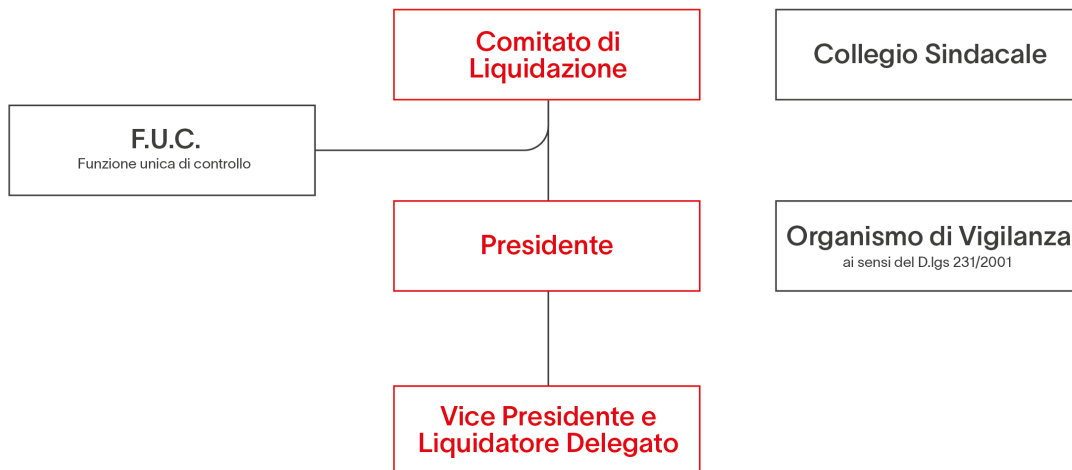 Comitato di
Liquidazione
Collegio Sindacale
F.U.C.
Funzione unica di controllo
Presidente
Organismo di Vigilanza
ai sensi del D.lgs 231/2001
Vice Presidente e
Liquidatore Delegato